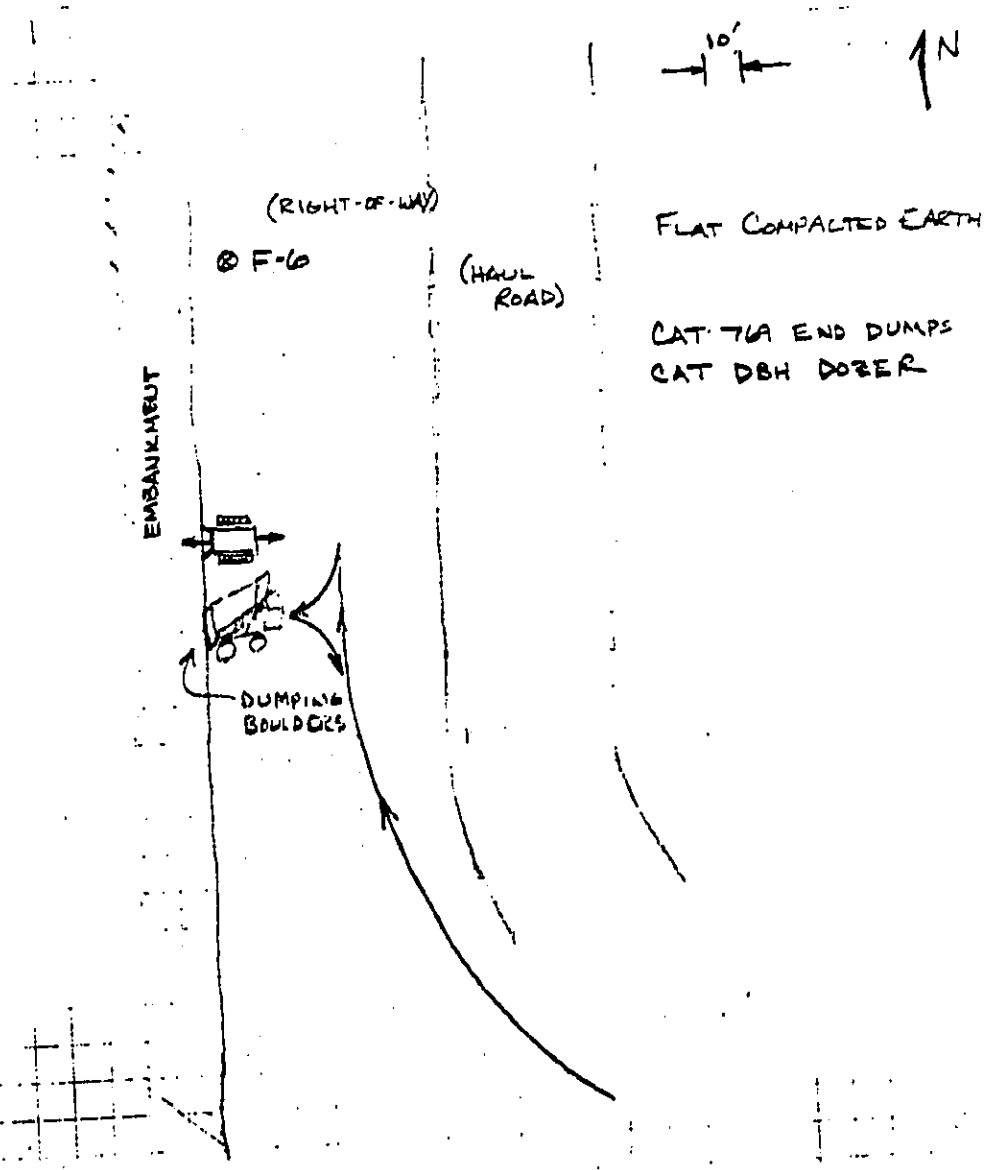 10'
N
(RIGHT-OF-WAY)
FLAT COMPACTED EARTH
⊗ F-6
(HAUL
ROAD)
CAT 769 END DUMPS
CAT D8H DOZER
EMBANKMENT
DUMPING
BOULDERS